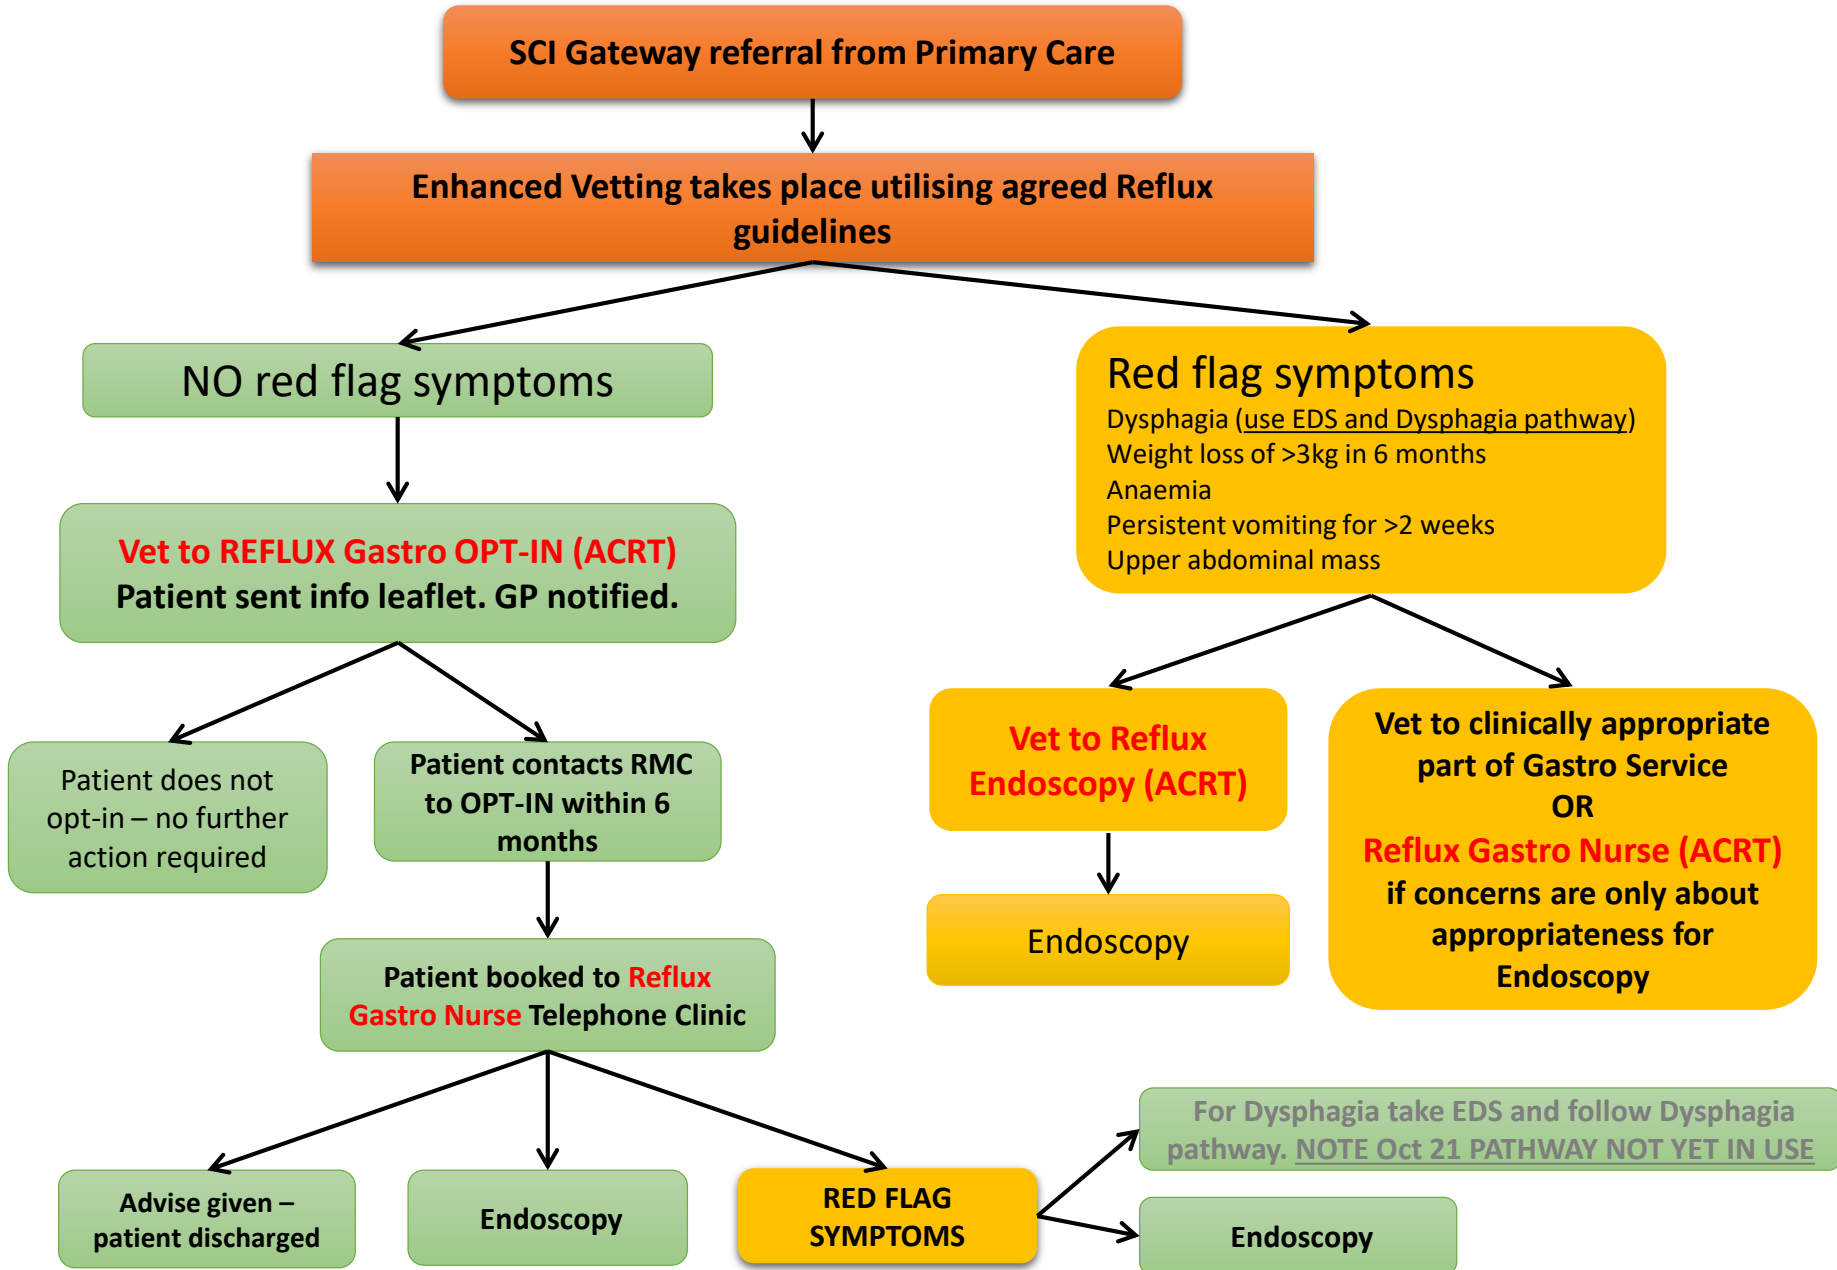 SCI Gateway referral from Primary Care
Enhanced Vetting takes place utilising agreed Reflux
guidelines
NO red flag symptoms
Red flag symptoms
Dysphagia (use EDS and Dysphagia pathway)
Weight loss of >3kg in 6 months
Anaemia
Persistent vomiting for >2 weeks
Upper abdominal mass
Vet to REFLUX Gastro OPT-IN (ACRT)
Patient sent info leaflet. GP notified.
Patient does not
opt-in – no further
action required
Patient contacts RMC
to OPT-IN within 6
months
Vet to Reflux
Endoscopy (ACRT)
Vet to clinically appropriate
part of Gastro Service
OR
Reflux Gastro Nurse (ACRT)
if concerns are only about
appropriateness for
Endoscopy
Endoscopy
Patient booked to Reflux
Gastro Nurse Telephone Clinic
For Dysphagia take EDS and follow Dysphagia
pathway. NOTE Oct 21 PATHWAY NOT YET IN USE
Advise given –
patient discharged
Endoscopy
RED FLAG
SYMPTOMS
Endoscopy